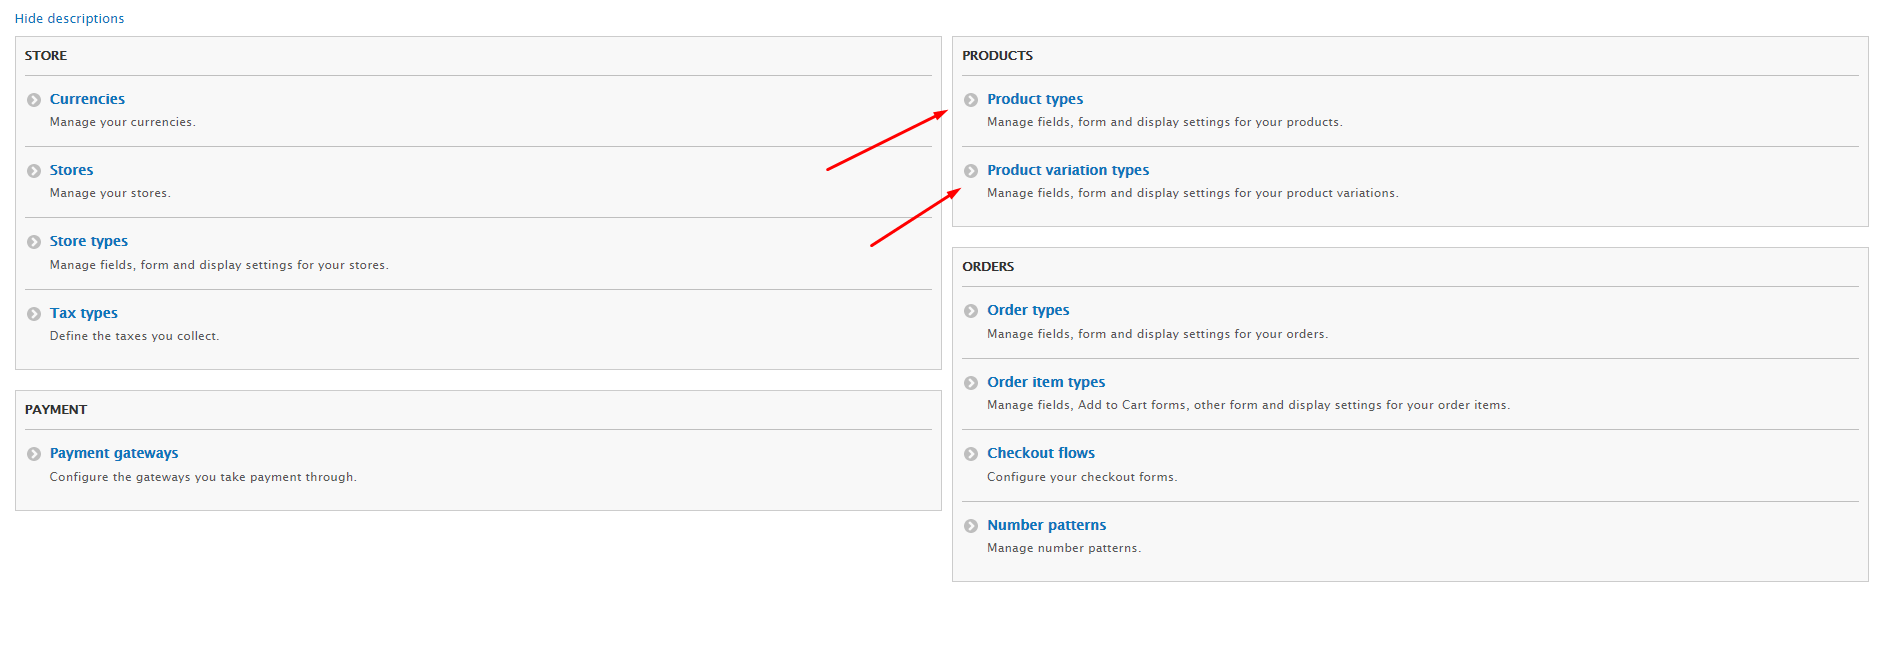 Hide descriptions
STORE
Currencies
Manage your currencies.
Stores
Manage your stores.
Store types
Manage fields, form and display settings for your stores.
Tax types
Define the taxes you collect.
PAYMENT
Payment gateways
Configure the gateways you take payment through.
PRODUCTS
Product types
Manage fields, form and display settings for your products.
Product variation types
Manage fields, form and display settings for your product variations.
ORDERS
Order types
Manage fields, form and display settings for your orders.
Order item types
Manage fields, Add to Cart forms, other form and display settings for your order items.
Checkout flows
Configure your checkout forms.
Number patterns
Manage number patterns.